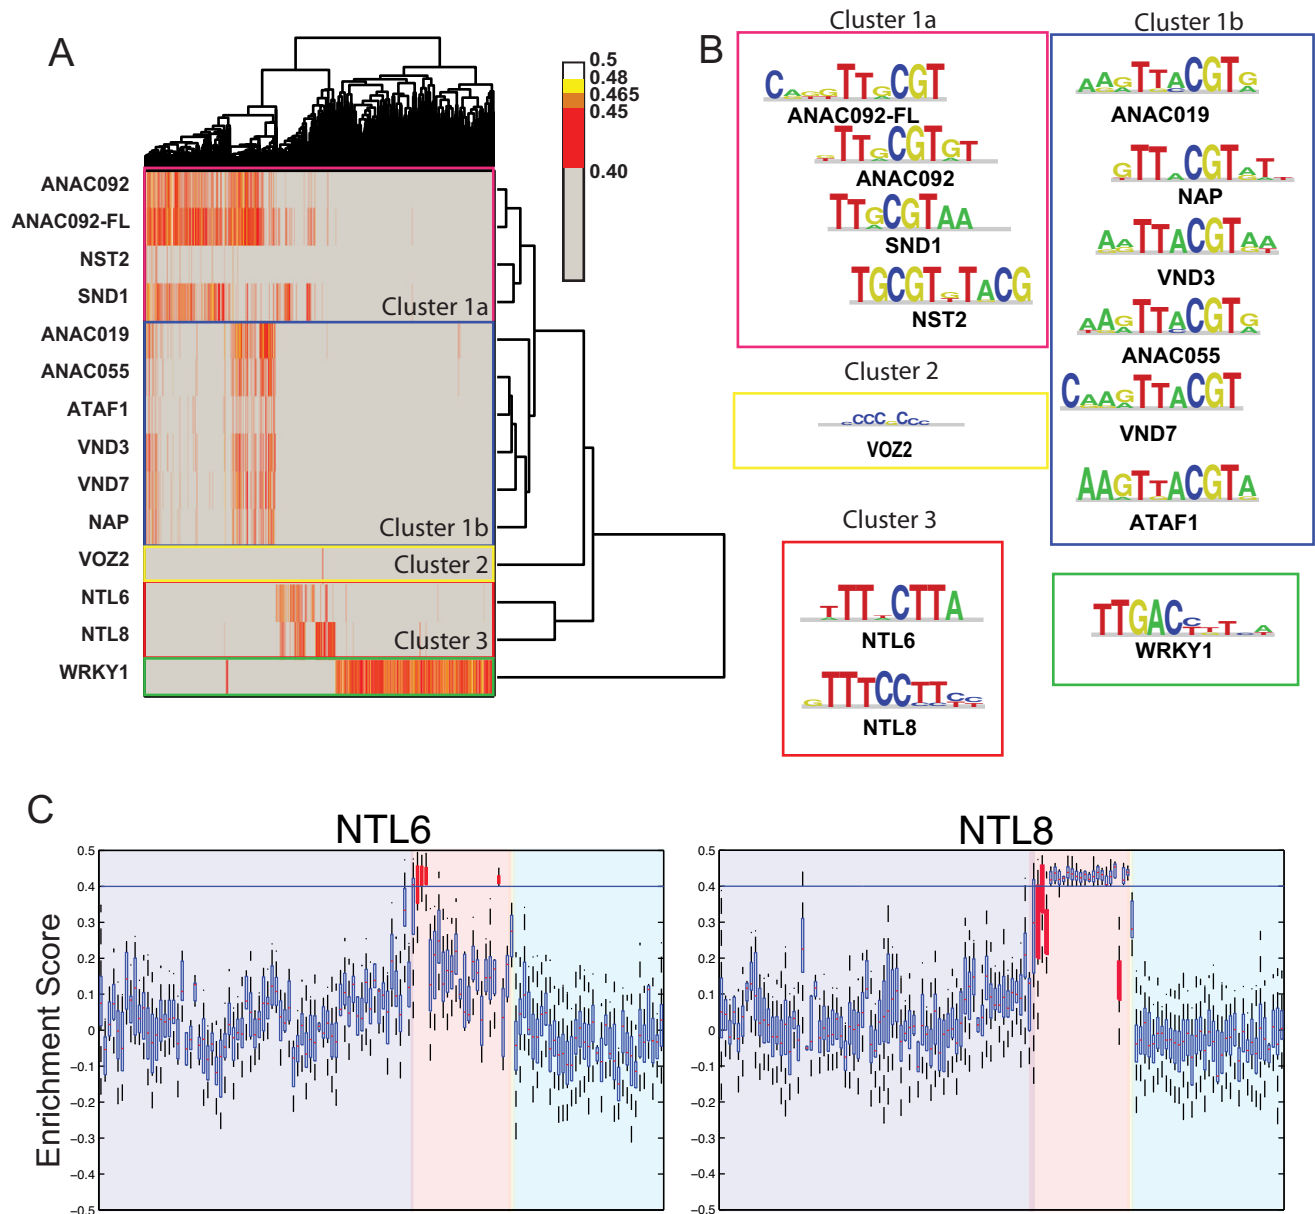 A
0.5
0.48
0.465
0.45
0.40
ANAC092
ANAC092-FL
NST2
SND1
Cluster 1a
ANAC019
ANAC055
ATAF1
VND3
VND7
NAP
Cluster 1b
VOZ2
Cluster 2
NTL6
NTL8
Cluster 3
WRKY1
B
Cluster 1a
ANAC092-FL
ANAC092
SND1
NST2
Cluster 1b
ANAC019
NAP
VND3
ANAC055
VND7
ATAF1
Cluster 2
VOZ2
Cluster 3
NTL6
NTL8
WRKY1
C
NTL6
Enrichment Score
0.5
0.4
0.3
0.2
0.1
0
−0.1
−0.2
−0.3
−0.4
−0.5
NTL8
0.5
0.4
0.3
0.2
0.1
0
−0.1
−0.2
−0.3
−0.4
−0.5